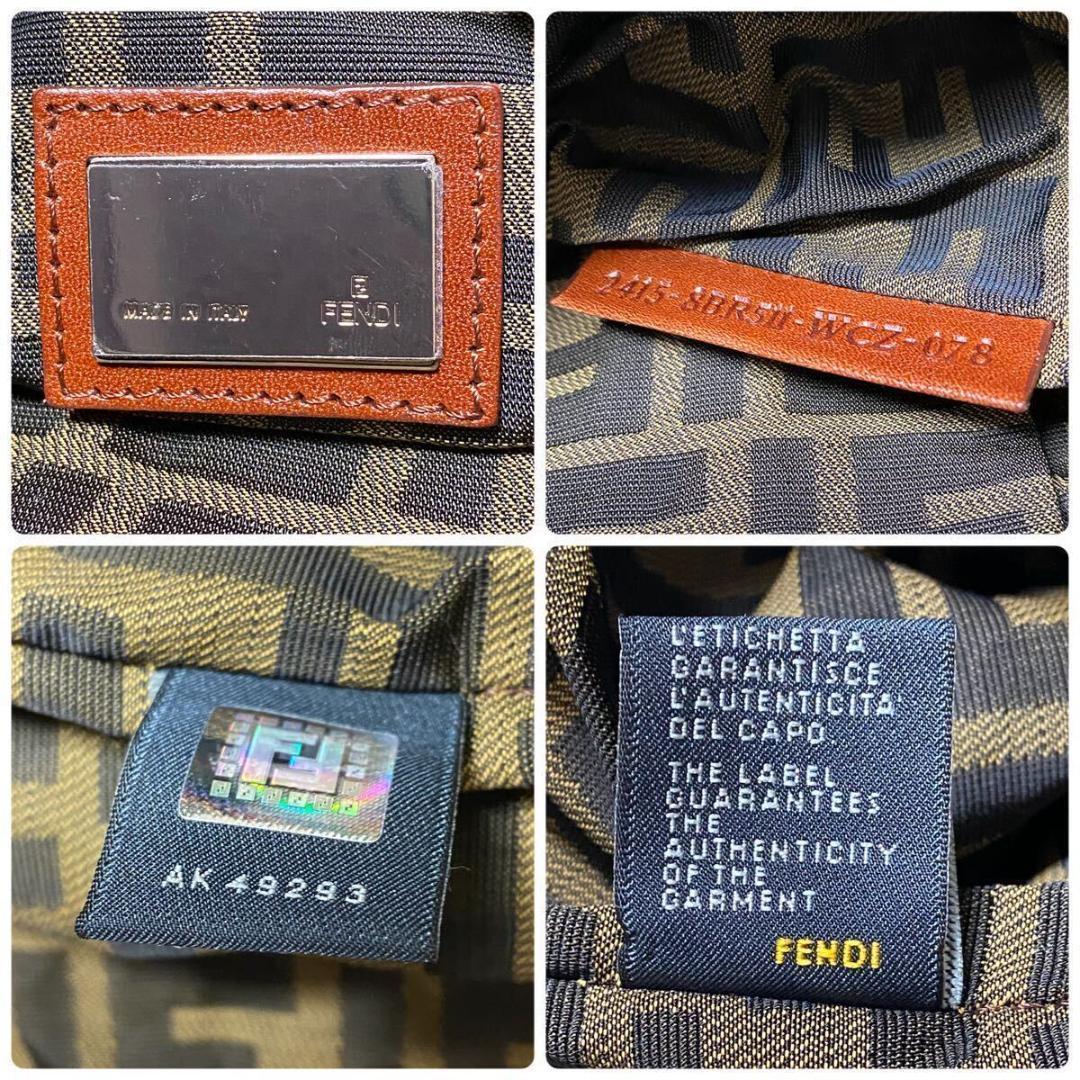 MADE IN ITALY
FENDI
2415-8BR511-WCZ-078
AK 49293
L'ETICHETTA
GARANTISCE
L'AUTENTICITA'
DEL CAPO.
THE LABEL
GUARANTEES
THE
AUTHENTICITY
OF THE
GARMENT
FENDI